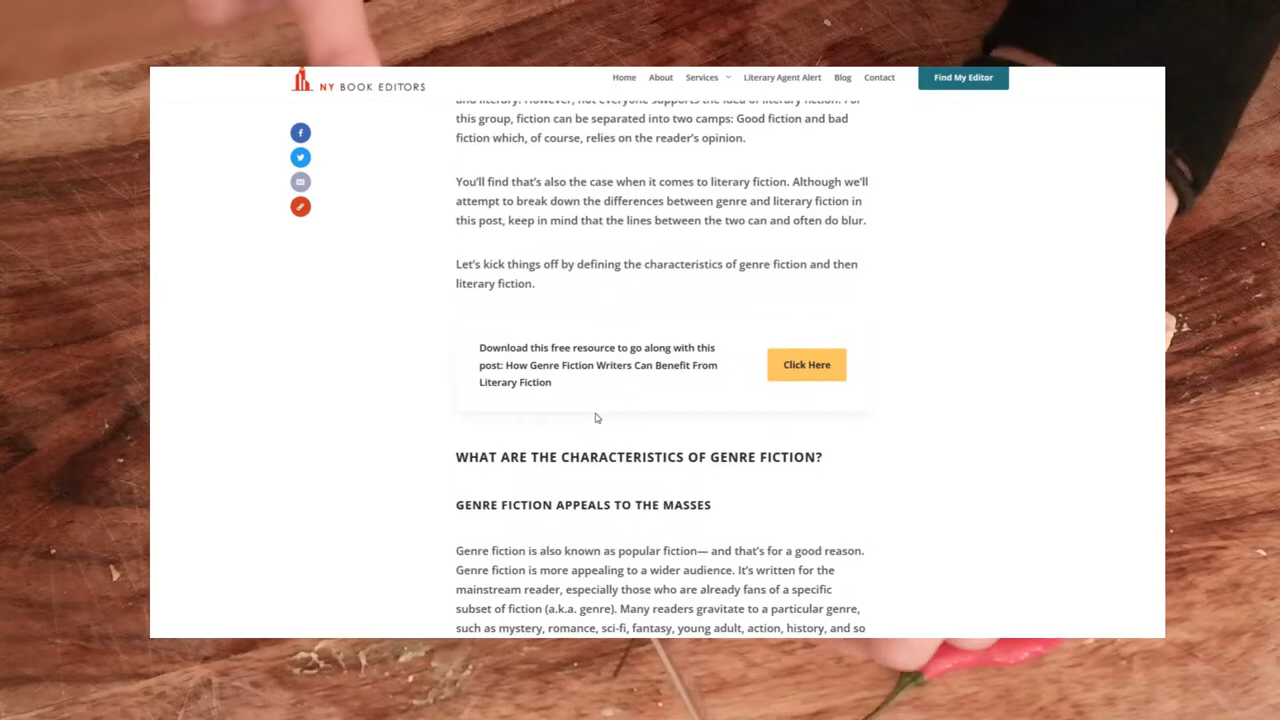 NY BOOK EDITORS
Home About Services Literary Agent Alert Blog Contact Find My Editor
and literary. However, not everyone supports the idea of literary fiction. For
this group, fiction can be separated into two camps: Good fiction and bad
fiction which, of course, relies on the reader's opinion.
You'll find that's also the case when it comes to literary fiction. Although we'll
attempt to break down the differences between genre and literary fiction in
this post, keep in mind that the lines between the two can and often do blur.
Let's kick things off by defining the characteristics of genre fiction and then
literary fiction.
Download this free resource to go along with this
post: How Genre Fiction Writers Can Benefit From
Literary Fiction
Click Here
WHAT ARE THE CHARACTERISTICS OF GENRE FICTION?
GENRE FICTION APPEALS TO THE MASSES
Genre fiction is also known as popular fiction— and that's for a good reason.
Genre fiction is more appealing to a wider audience. It's written for the
mainstream reader, especially those who are already fans of a specific
subset of fiction (a.k.a. genre). Many readers gravitate to a particular genre,
such as mystery, romance, sci-fi, fantasy, young adult, action, history, and so